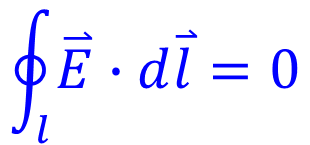 ∮_l E⃗ · dl⃗ = 0